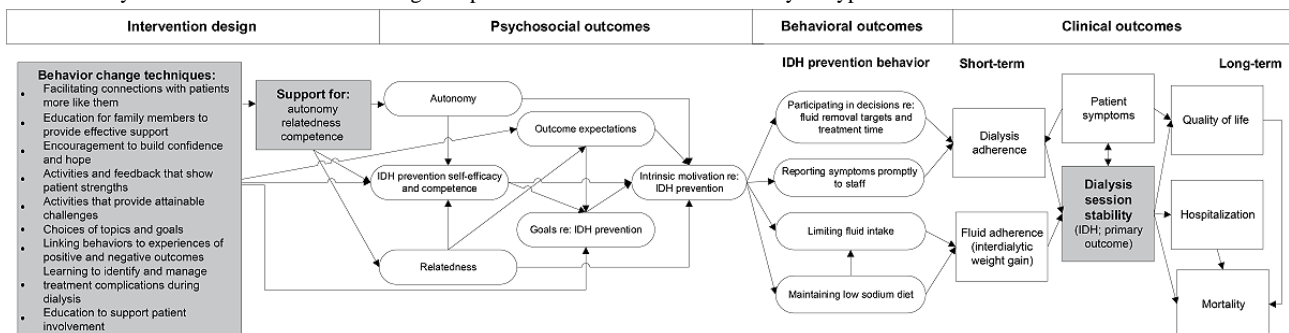 Intervention design
Psychosocial outcomes
Behavioral outcomes
Clinical outcomes
Behavior change techniques:
• Facilitating connections with patients
more like them
• Education for family members to
provide effective support
• Encouragement to build confidence
and hope
• Activities and feedback that show
patient strengths
• Activities that provide attainable
challenges
• Choices of topics and goals
• Linking behaviors to experiences of
positive and negative outcomes
Learning to identify and manage
• treatment complications during
dialysis
• Education to support patient
involvement
Support for:
autonomy
relatedness
competence
Autonomy
Outcome expectations
IDH prevention self-efficacy
and competence
Goals re: IDH prevention
Relatedness
Intrinsic motivation re:
IDH prevention
IDH prevention behavior
Participating in decisions re:
fluid removal targets and
treatment time
Reporting symptoms promptly
to staff
Limiting fluid intake
Maintaining low sodium diet
Short-term
Long-term
Dialysis
adherence
Fluid adherence
(interdialytic
weight gain)
Patient
symptoms
Dialysis
session
stability
(IDH; primary
outcome)
Quality of life
Hospitalization
Mortality